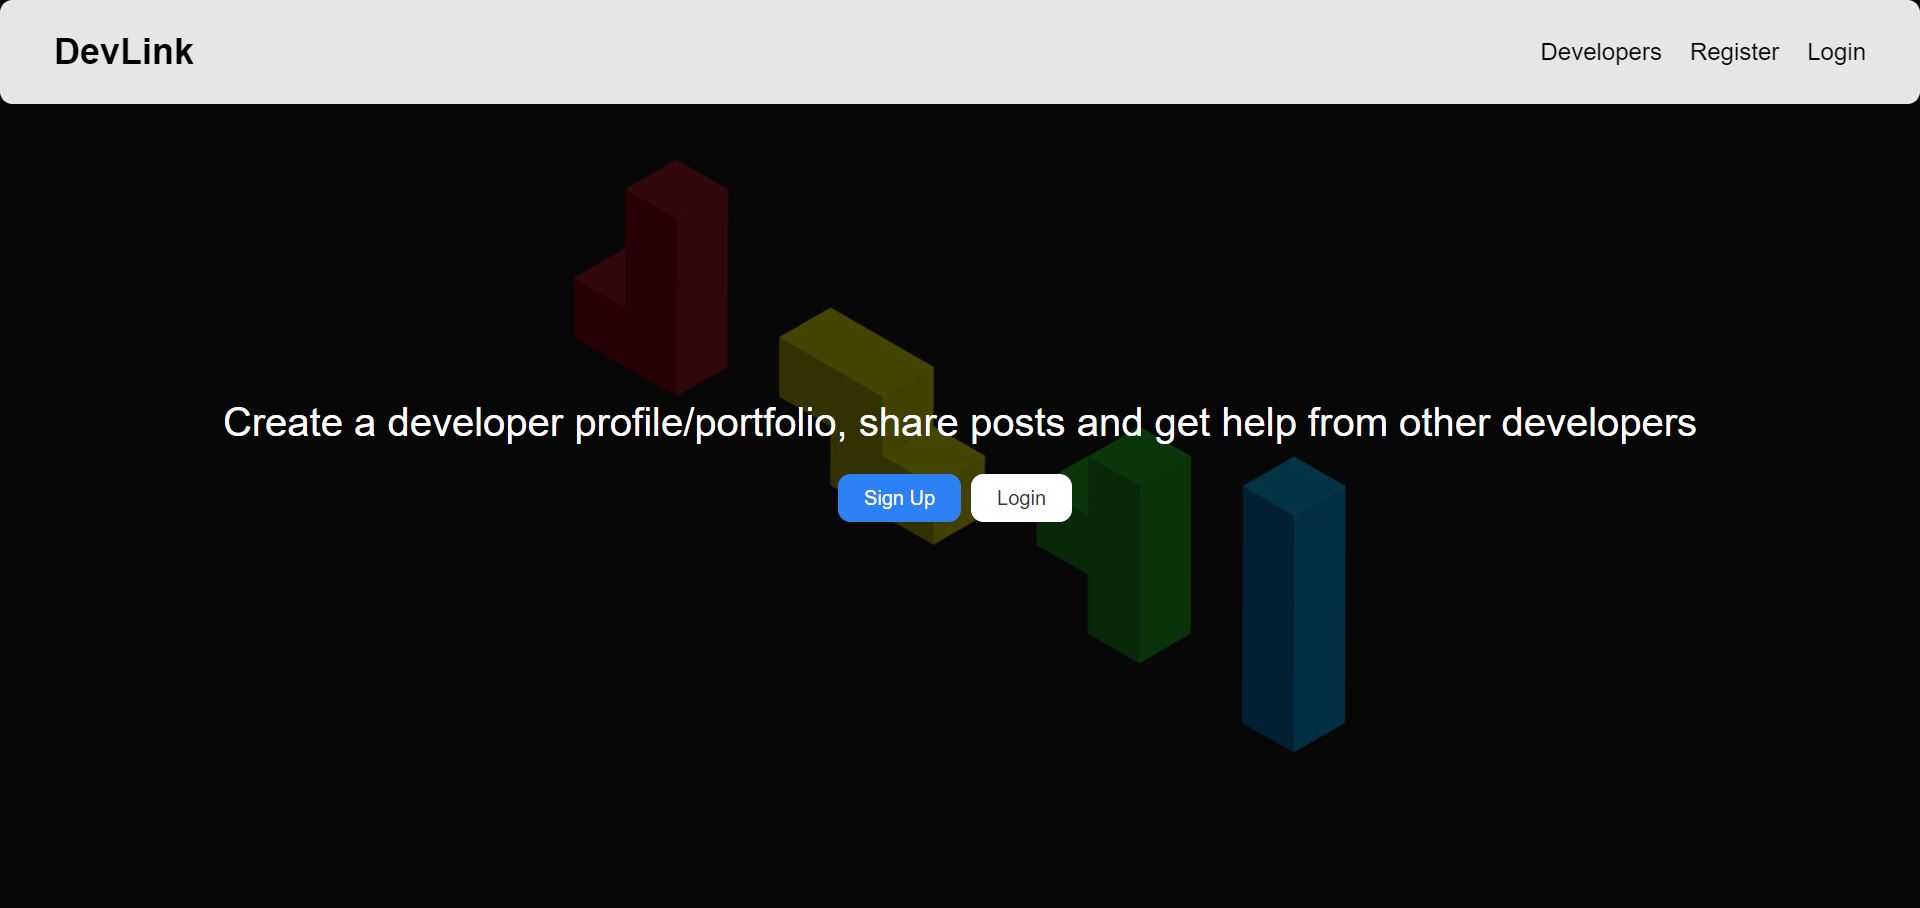 DevLink
Developers Register Login
Create a developer profile/portfolio, share posts and get help from other developers
Sign Up Login